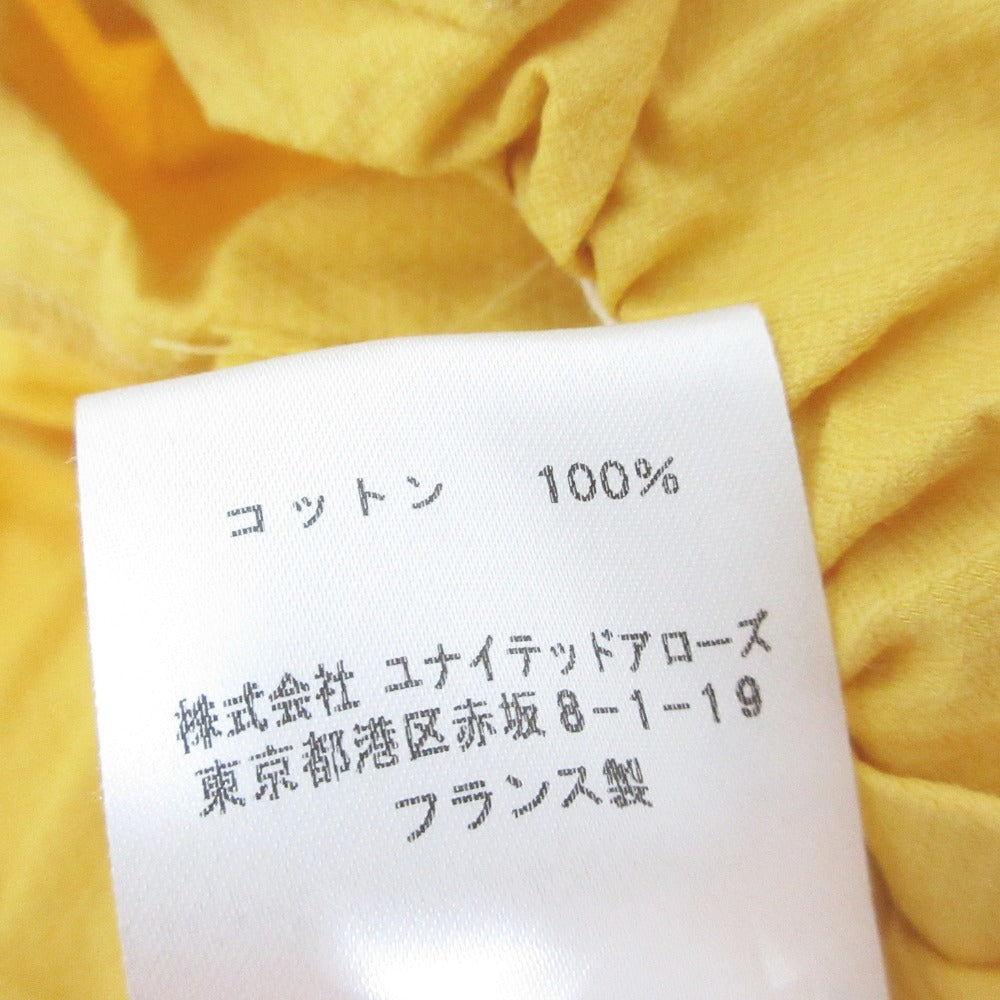 コットン 100%
株式会社 ユナイテッドアローズ
東京都港区赤坂8-1-19
フランス製